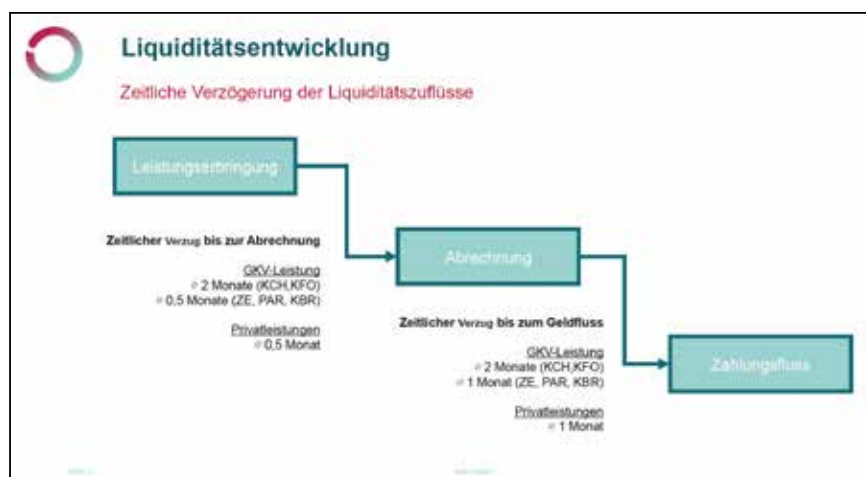 Liquiditätsentwicklung
Zeitliche Verzögerung der Liquiditätszuflüsse
Leistungserbringung
Zeitlicher Verzug bis zur Abrechnung
GKV-Leistung
⌀ 2 Monate (KCH,KFO)
⌀ 0,5 Monate (ZE, PAR, KBR)
Privatleistungen
⌀ 0,5 Monat
Abrechnung
Zeitlicher Verzug bis zum Geldfluss
GKV-Leistung
⌀ 2 Monate (KCH,KFO)
⌀ 1 Monat (ZE, PAR, KBR)
Privatleistungen
⌀ 1 Monat
Zahlungsfluss